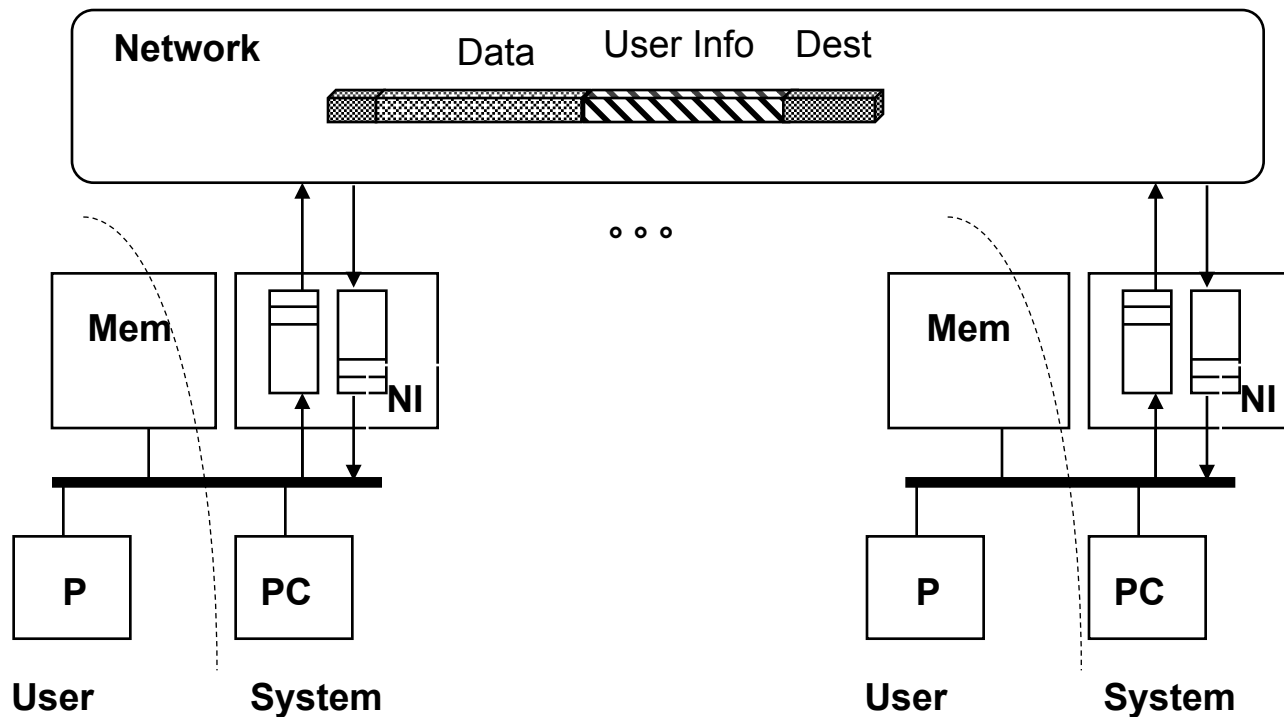 Network
Data
User Info
Dest
Mem
NI
Mem
NI
P
PC
P
PC
User
System
User
System